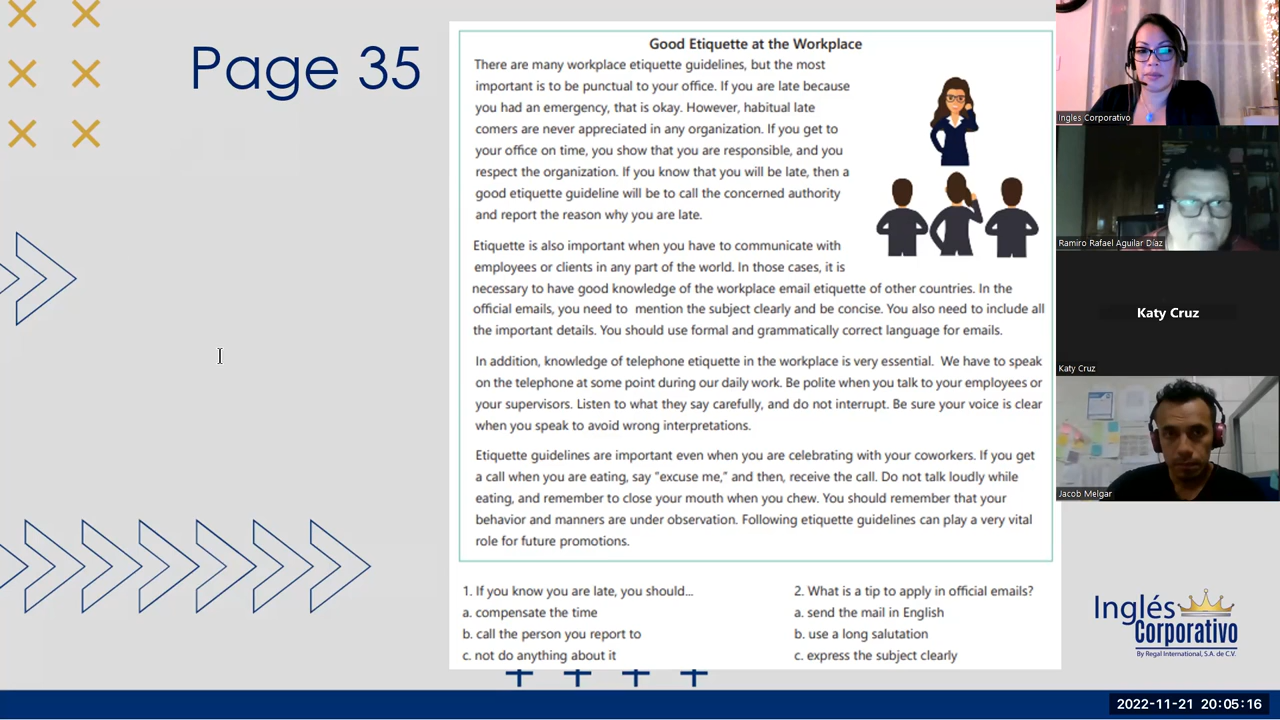 Page 35
Good Etiquette at the Workplace
There are many workplace etiquette guidelines, but the most
important is to be punctual to your office. If you are late because
you had an emergency, that is okay. However, habitual late
comers are never appreciated in any organization. If you get to
your office on time, you show that you are responsible, and you
respect the organization. If you know that you will be late, then a
good etiquette guideline will be to call the concerned authority
and report the reason why you are late.
Etiquette is also important when you have to communicate with
employees or clients in any part of the world. In those cases, it is
necessary to have good knowledge of the workplace email etiquette of other countries. In the
official emails, you need to mention the subject clearly and be concise. You also need to include all
the important details. You should use formal and grammatically correct language for emails.
In addition, knowledge of telephone etiquette in the workplace is very essential. We have to speak
on the telephone at some point during our daily work. Be polite when you talk to your employees or
your supervisors. Listen to what they say carefully, and do not interrupt. Be sure your voice is clear
when you speak to avoid wrong interpretations.
Etiquette guidelines are important even when you are celebrating with your coworkers. If you get
a call when you are eating, say “excuse me,” and then, receive the call. Do not talk loudly while
eating, and remember to close your mouth when you chew. You should remember that your
behavior and manners are under observation. Following etiquette guidelines can play a very vital
role for future promotions.
1. If you know you are late, you should...
a. compensate the time
b. call the person you report to
c. not do anything about it
2. What is a tip to apply in official emails?
a. send the mail in English
b. use a long salutation
c. express the subject clearly
Ingles Corporativo
Ramiro Rafael Aguilar Díaz
Katy Cruz
Katy Cruz
Jacob Melgar
Inglés
Corporativo
By Regal International, S.A. de C.V.
2022-11-21 20:05:16